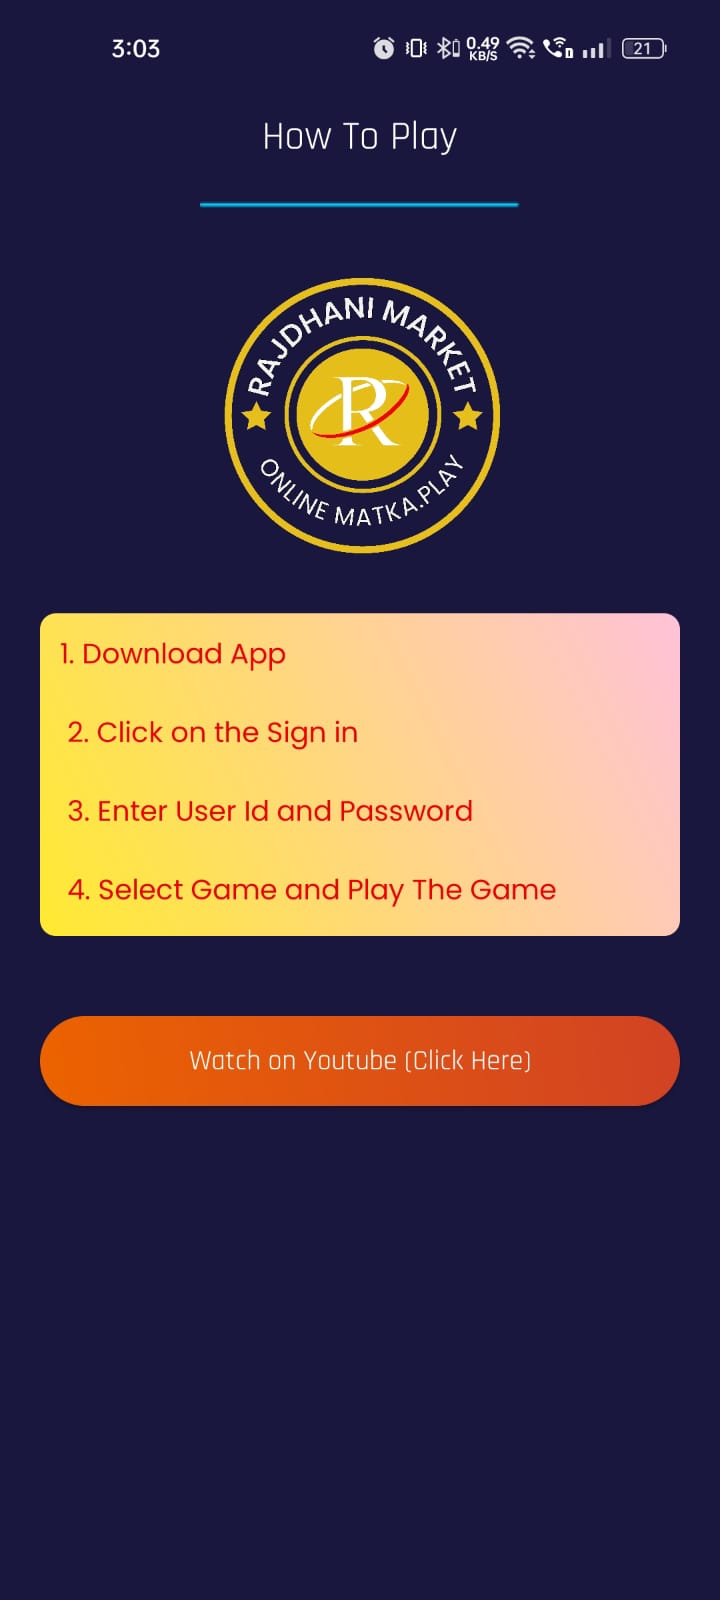 3:03
0.49
KB/S
21
How To Play
RAJDHANI MARKET
R
ONLINE MATKA.PLAY
1. Download App
2. Click on the Sign in
3. Enter User Id and Password
4. Select Game and Play The Game
Watch on Youtube (Click Here)